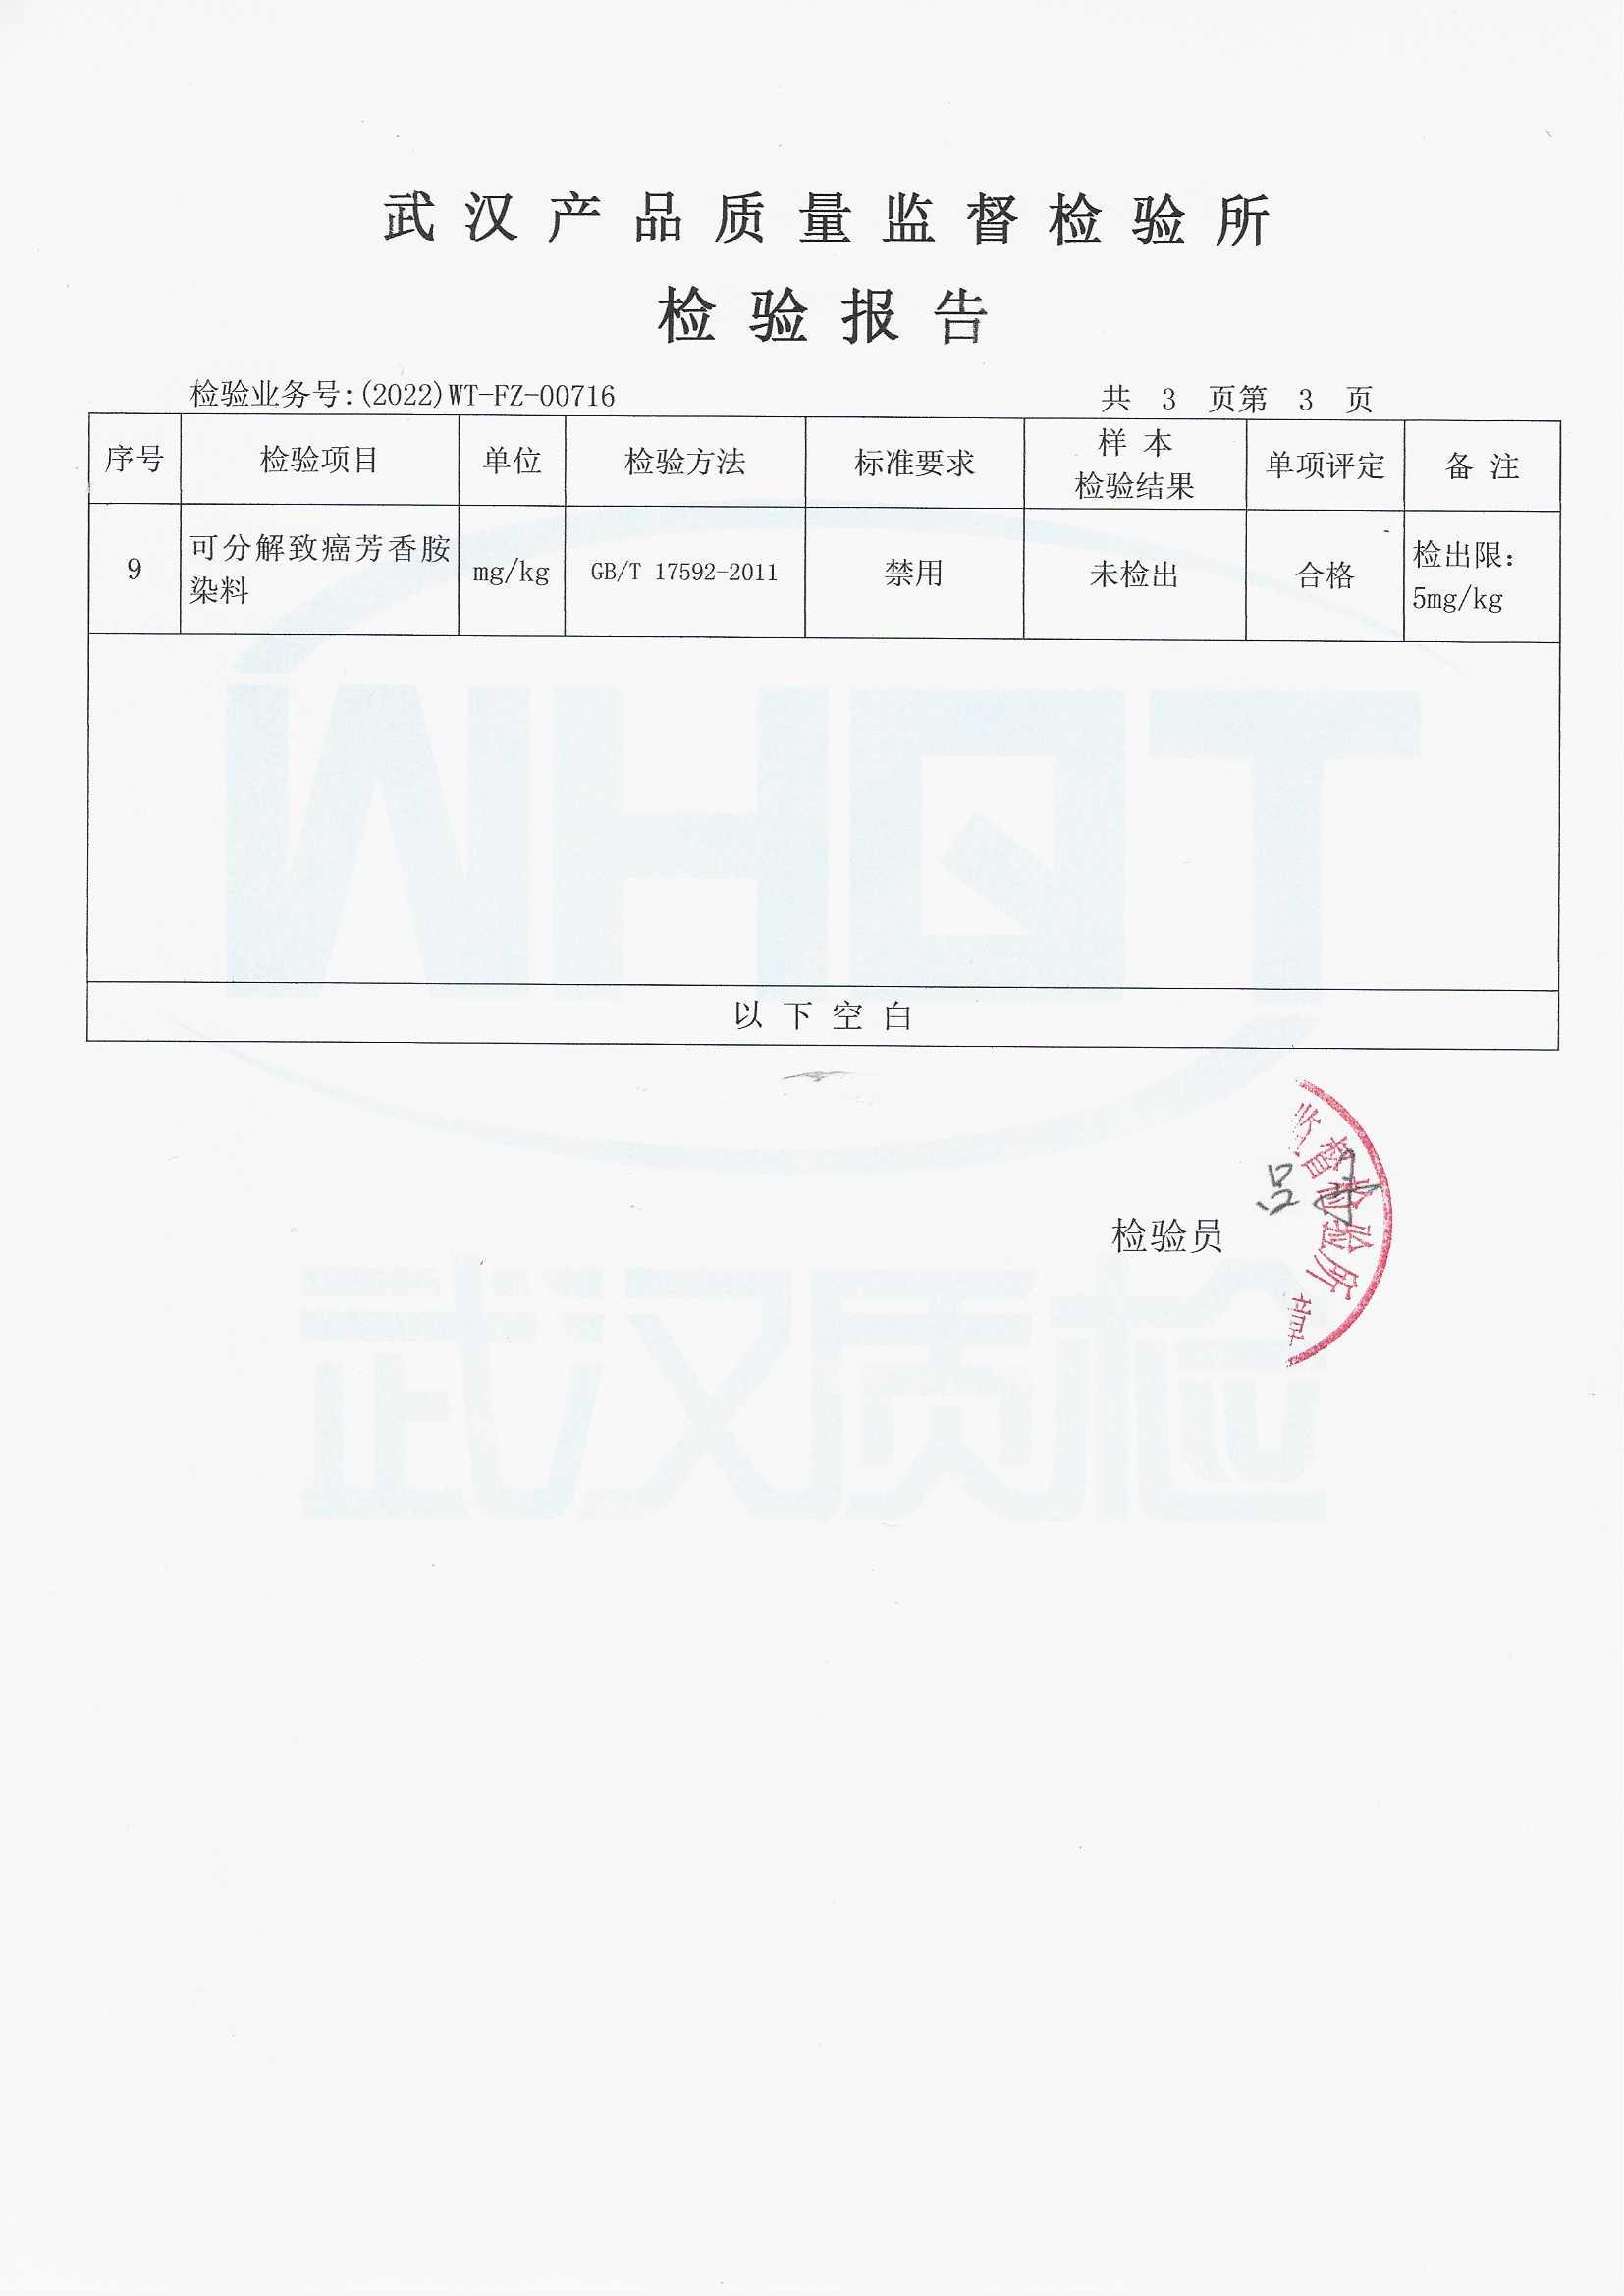 武汉产品质量监督检验所
检验报告
检验业务号:(2022)WT-FZ-00716 共 3 页第 3 页
序号 检验项目 单位 检验方法 标准要求 样本检验结果 单项评定 备注
9 可分解致癌芳香胺染料 mg/kg GB/T 17592-2011 禁用 未检出 合格 检出限:5mg/kg
WHQT
以下空白
检验员
督检验所
章
武汉质检